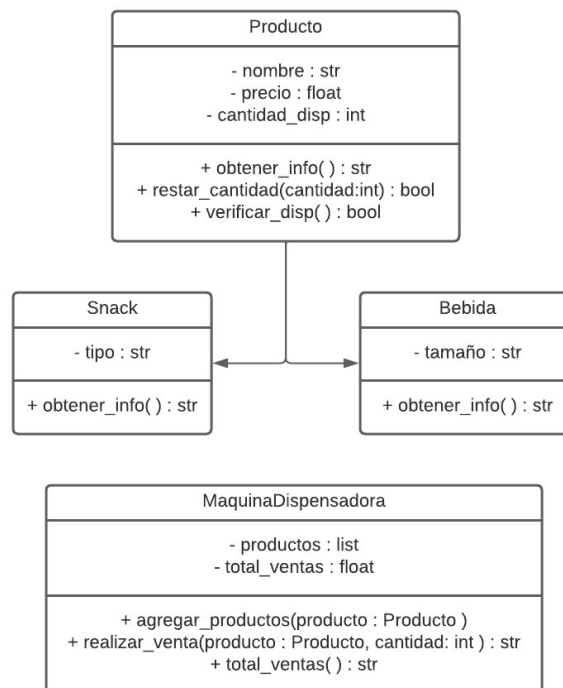 Producto
- nombre : str
- precio : float
- cantidad_disp : int
+ obtener_info( ) : str
+ restar_cantidad(cantidad:int) : bool
+ verificar_disp( ) : bool
Snack
- tipo : str
+ obtener_info( ) : str
Bebida
- tamaño : str
+ obtener_info( ) : str
MaquinaDispensadora
- productos : list
- total_ventas : float
+ agregar_productos(producto : Producto )
+ realizar_venta(producto : Producto, cantidad: int ) : str
+ total_ventas( ) : str